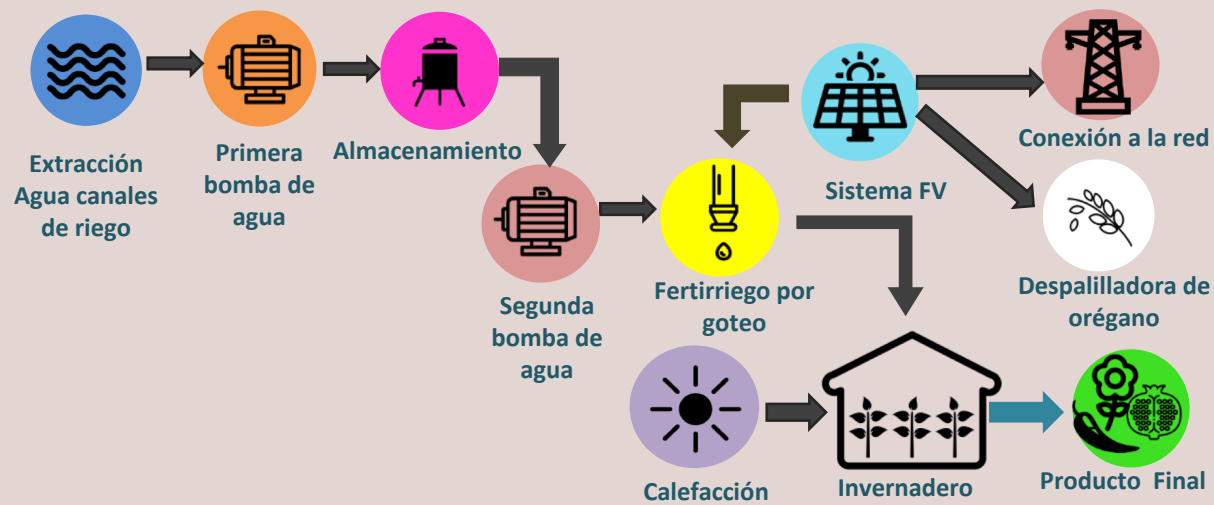 Extracción
Agua canales
de riego
Primera
bomba de
agua
Almacenamiento
Segunda
bomba de
agua
Fertirriego por
goteo
Sistema FV
Conexión a la red
Despalilladora de
orégano
Calefacción
Invernadero
Producto Final